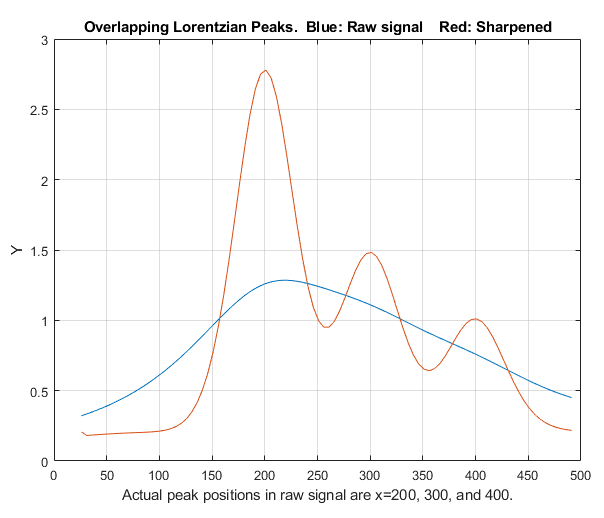 Overlapping Lorentzian Peaks.  Blue: Raw signal    Red: Sharpened
3
2.5
2
1.5
1
0.5
0
Y
0 50 100 150 200 250 300 350 400 450 500
Actual peak positions in raw signal are x=200, 300, and 400.